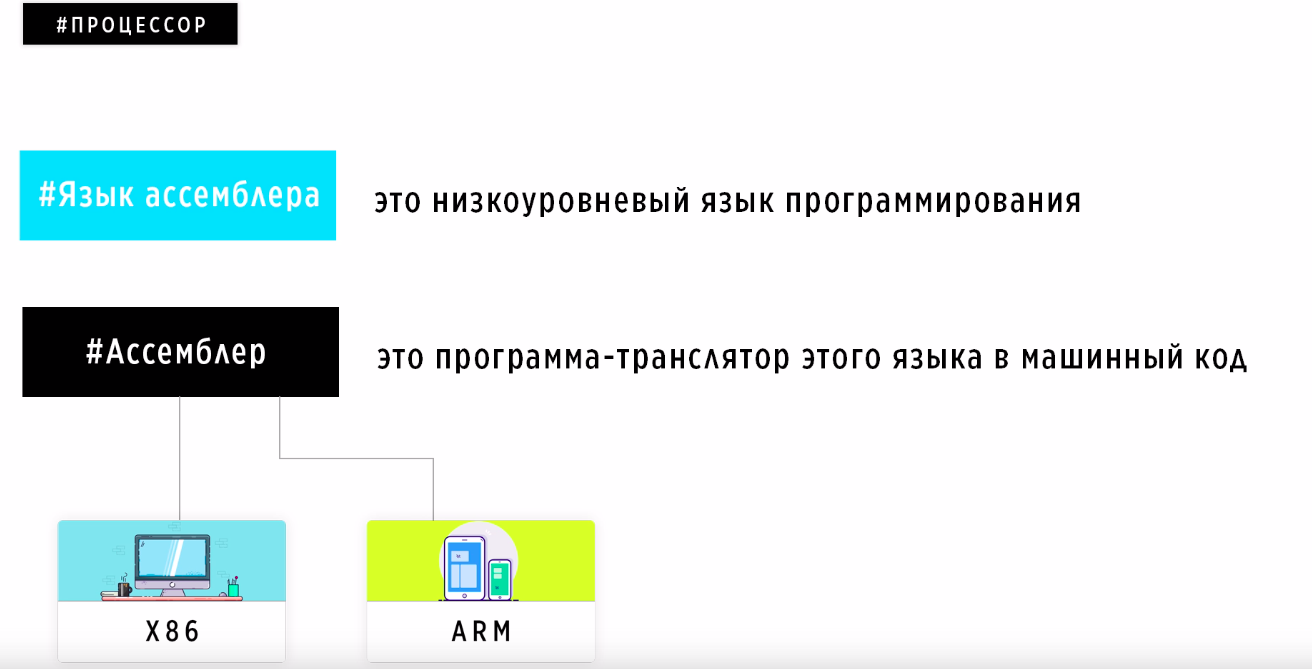 #ПРОЦЕССОР
#Язык ассемблера
это низкоуровневый язык программирования
#Ассемблер
это программа-транслятор этого языка в машинный код
X86
ARM